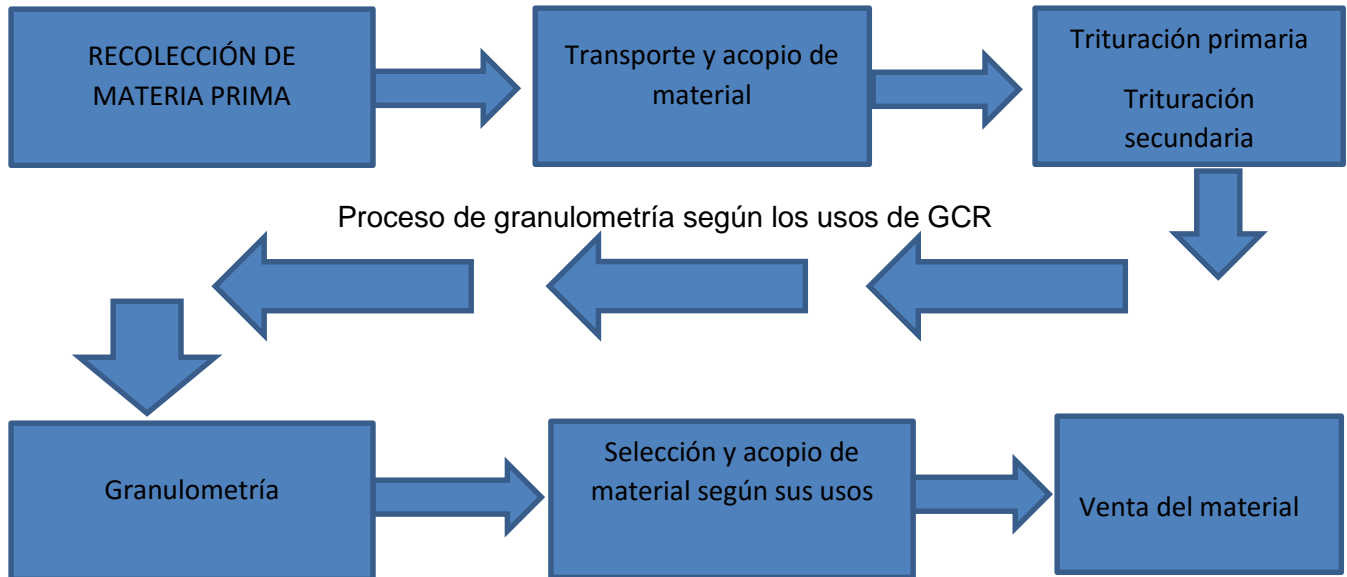 RECOLECCIÓN DE
MATERIA PRIMA
Transporte y acopio de
material
Trituración primaria
Trituración
secundaria
Proceso de granulometría según los usos de GCR
Granulometría
Selección y acopio de
material según sus usos
Venta del material